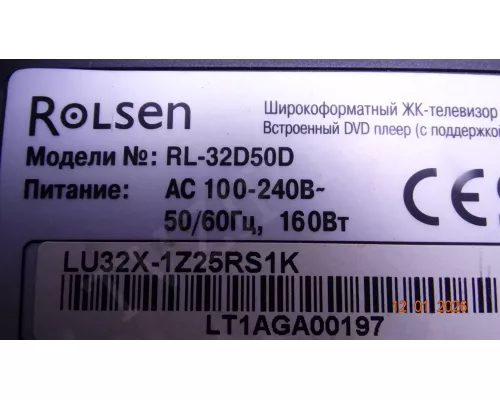 ROLSEN
Широкоформатный ЖК-телевизор
Встроенный DVD плеер (с поддержкой
Модели №: RL-32D50D
Питание: AC 100-240В~
50/60Гц, 160Вт
CE
LU32X-1Z25RS1K
12 01 2026
LT1AGA00197